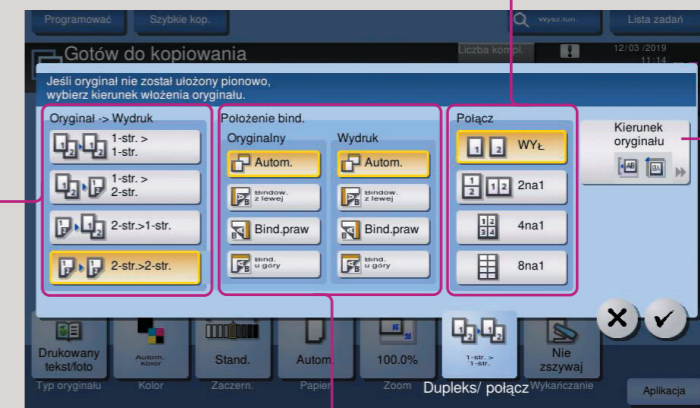 Programować
Szybkie kop.
Wysz.fun.
Lista zadań
Gotów do kopiowania
Liczba kompl.
12/03 /2019
11:14
Jeśli oryginał nie został ułożony pionowo,
wybierz kierunek włożenia oryginału.
Oryginał -> Wydruk
1-str. >
1-str.
1-str. >
2-str.
2-str.>1-str.
2-str.>2-str.
Położenie bind.
Oryginalny
Autom.
Bindow.
z lewej
Bind.praw
Bind.
u góry
Wydruk
Autom.
Bindow.
z lewej
Bind.praw
Bind.
u góry
Połącz
WYŁ
2na1
4na1
8na1
Kierunek
oryginału
Drukowany
tekst/foto
Autom.
Kolor
Stand.
Autom.
100.0%
1-str. >
1-str.
Nie
zszywaj
Typ oryginału
Kolor
Zaczern.
Papier
Zoom
Dupleks/ połącz
Wykańczanie
Aplikacja